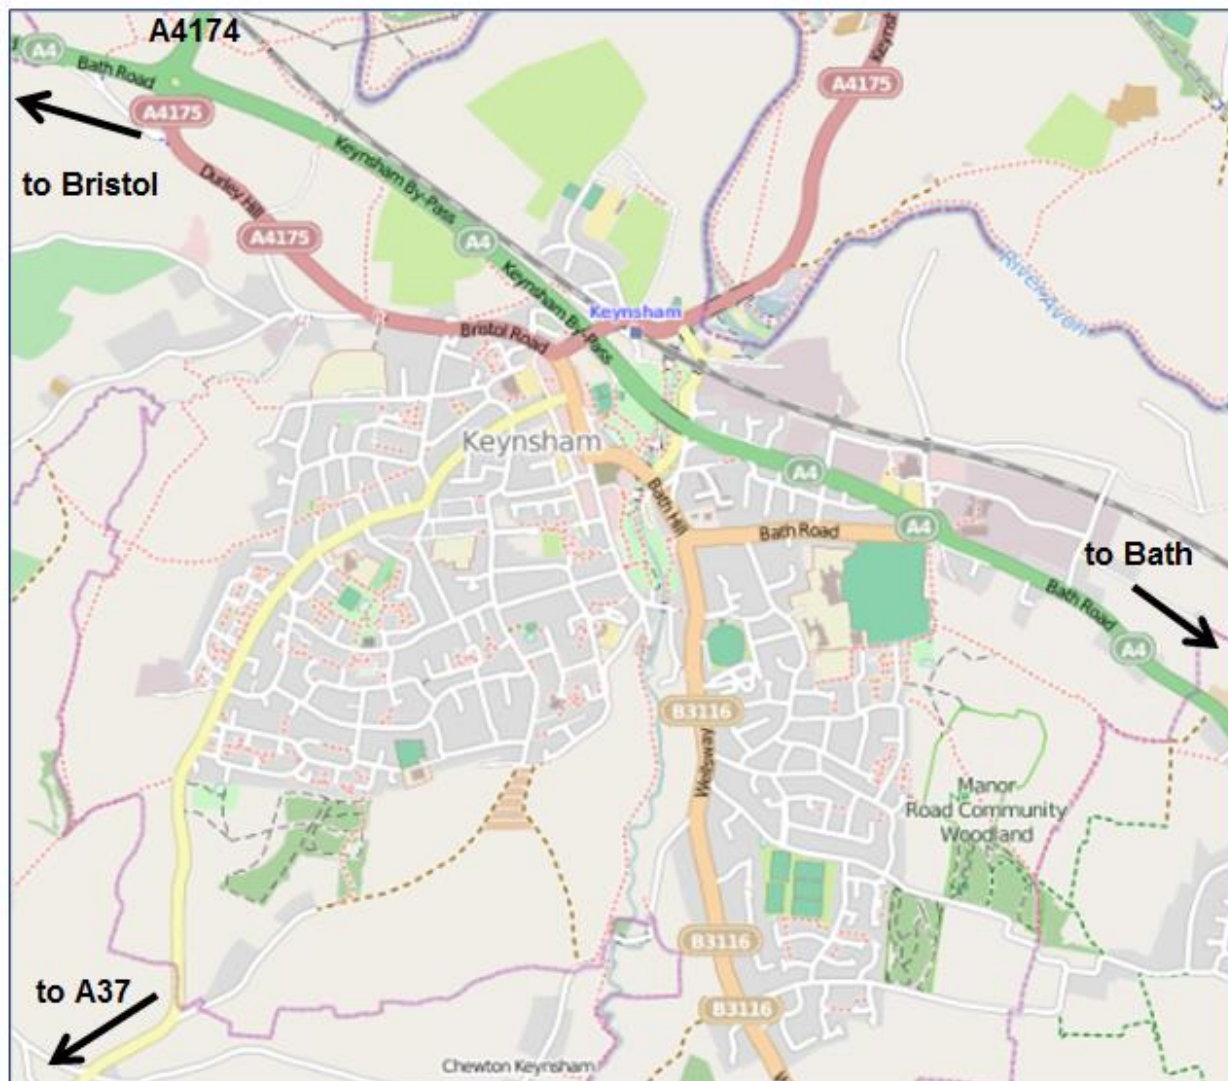 A4174
A4
Bath Road
A4175
to Bristol
Durley Hill
A4175
Keynsham By-Pass
A4
A4175
Keynsham By-Pass
Keynsham
Bristol Road
River Avon
Keynsham
A4
Bath Hill
Bath Road
A4
to Bath
Bath Road
A4
B3116
Wellsway
Manor
Road Community
Woodland
B3116
to A37
B3116
Chewton Keynsham